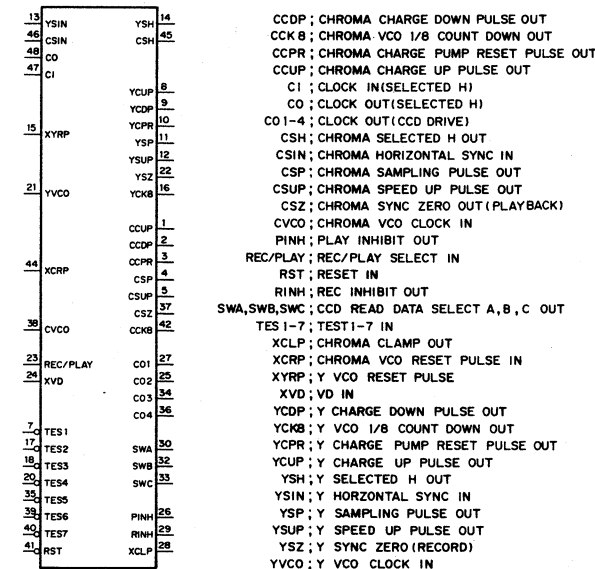 13 YSIN YSH 14
46 CSIN CSH 45
48 CO
47 CI
YCUP 8
YCDP 9
YCPR 10
15 XYRP YSP 11
YSUP 12
YSZ 22
21 YVCO YCK8 16
CCUP 1
CCDP 2
CCPR 3
44 XCRP CSP 4
CSUP 5
CSZ 37
38 CVCO CCK8 42
23 REC/PLAY CO1 27
24 XVD CO2 25
CO3 34
CO4 36
7 TES1
17 TES2 SWA 30
18 TES3 SWB 32
20 TES4 SWC 33
35 TES5
39 TES6 PINH 26
40 TES7 RINH 29
41 RST XCLP 28
CCDP ; CHROMA CHARGE DOWN PULSE OUT
CCK8 ; CHROMA VCO 1/8 COUNT DOWN OUT
CCPR ; CHROMA CHARGE PUMP RESET PULSE OUT
CCUP ; CHROMA CHARGE UP PULSE OUT
CI ; CLOCK IN(SELECTED H)
CO ; CLOCK OUT(SELECTED H)
CO1-4 ; CLOCK OUT(CCD DRIVE)
CSH ; CHROMA SELECTED H OUT
CSIN ; CHROMA HORIZONTAL SYNC IN
CSP ; CHROMA SAMPLING PULSE OUT
CSUP ; CHROMA SPEED UP PULSE OUT
CSZ ; CHROMA SYNC ZERO OUT(PLAYBACK)
CVCO ; CHROMA VCO CLOCK IN
PINH ; PLAY INHIBIT OUT
REC/PLAY ; REC/PLAY SELECT IN
RST ; RESET IN
RINH ; REC INHIBIT OUT
SWA,SWB,SWC ; CCD READ DATA SELECT A,B,C OUT
TES1-7 ; TEST1-7 IN
XCLP ; CHROMA CLAMP OUT
XCRP ; CHROMA VCO RESET PULSE IN
XYRP ; Y VCO RESET PULSE
XVD ; VD IN
YCDP ; Y CHARGE DOWN PULSE OUT
YCK8 ; Y VCO 1/8 COUNT DOWN OUT
YCPR ; Y CHARGE PUMP RESET PULSE OUT
YCUP ; Y CHARGE UP PULSE OUT
YSH ; Y SELECTED H OUT
YSIN ; Y HORZONTAL SYNC IN
YSP ; Y SAMPLING PULSE OUT
YSUP ; Y SPEED UP PULSE OUT
YSZ ; Y SYNC ZERO(RECORD)
YVCO ; Y VCO CLOCK IN